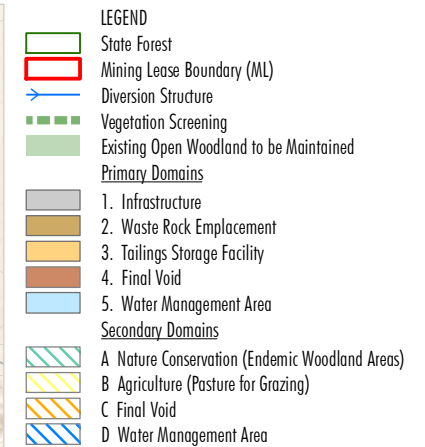 LEGEND
State Forest
Mining Lease Boundary (ML)
Diversion Structure
Vegetation Screening
Existing Open Woodland to be Maintained
Primary Domains
1. Infrastructure
2. Waste Rock Emplacement
3. Tailings Storage Facility
4. Final Void
5. Water Management Area
Secondary Domains
A Nature Conservation (Endemic Woodland Areas)
B Agriculture (Pasture for Grazing)
C Final Void
D Water Management Area